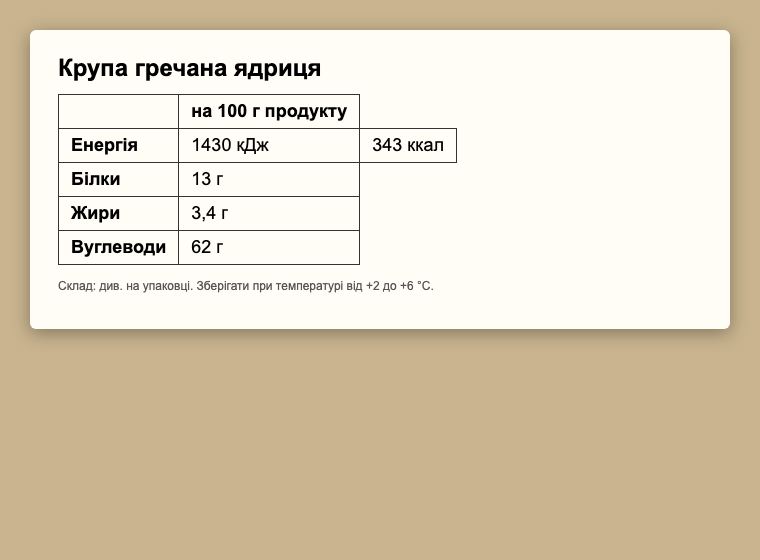 Крупа гречана ядриця
на 100 г продукту
Енергія 1430 кДж 343 ккал
Білки 13 г
Жири 3,4 г
Вуглеводи 62 г
Склад: див. на упаковці. Зберігати при температурі від +2 до +6 °C.